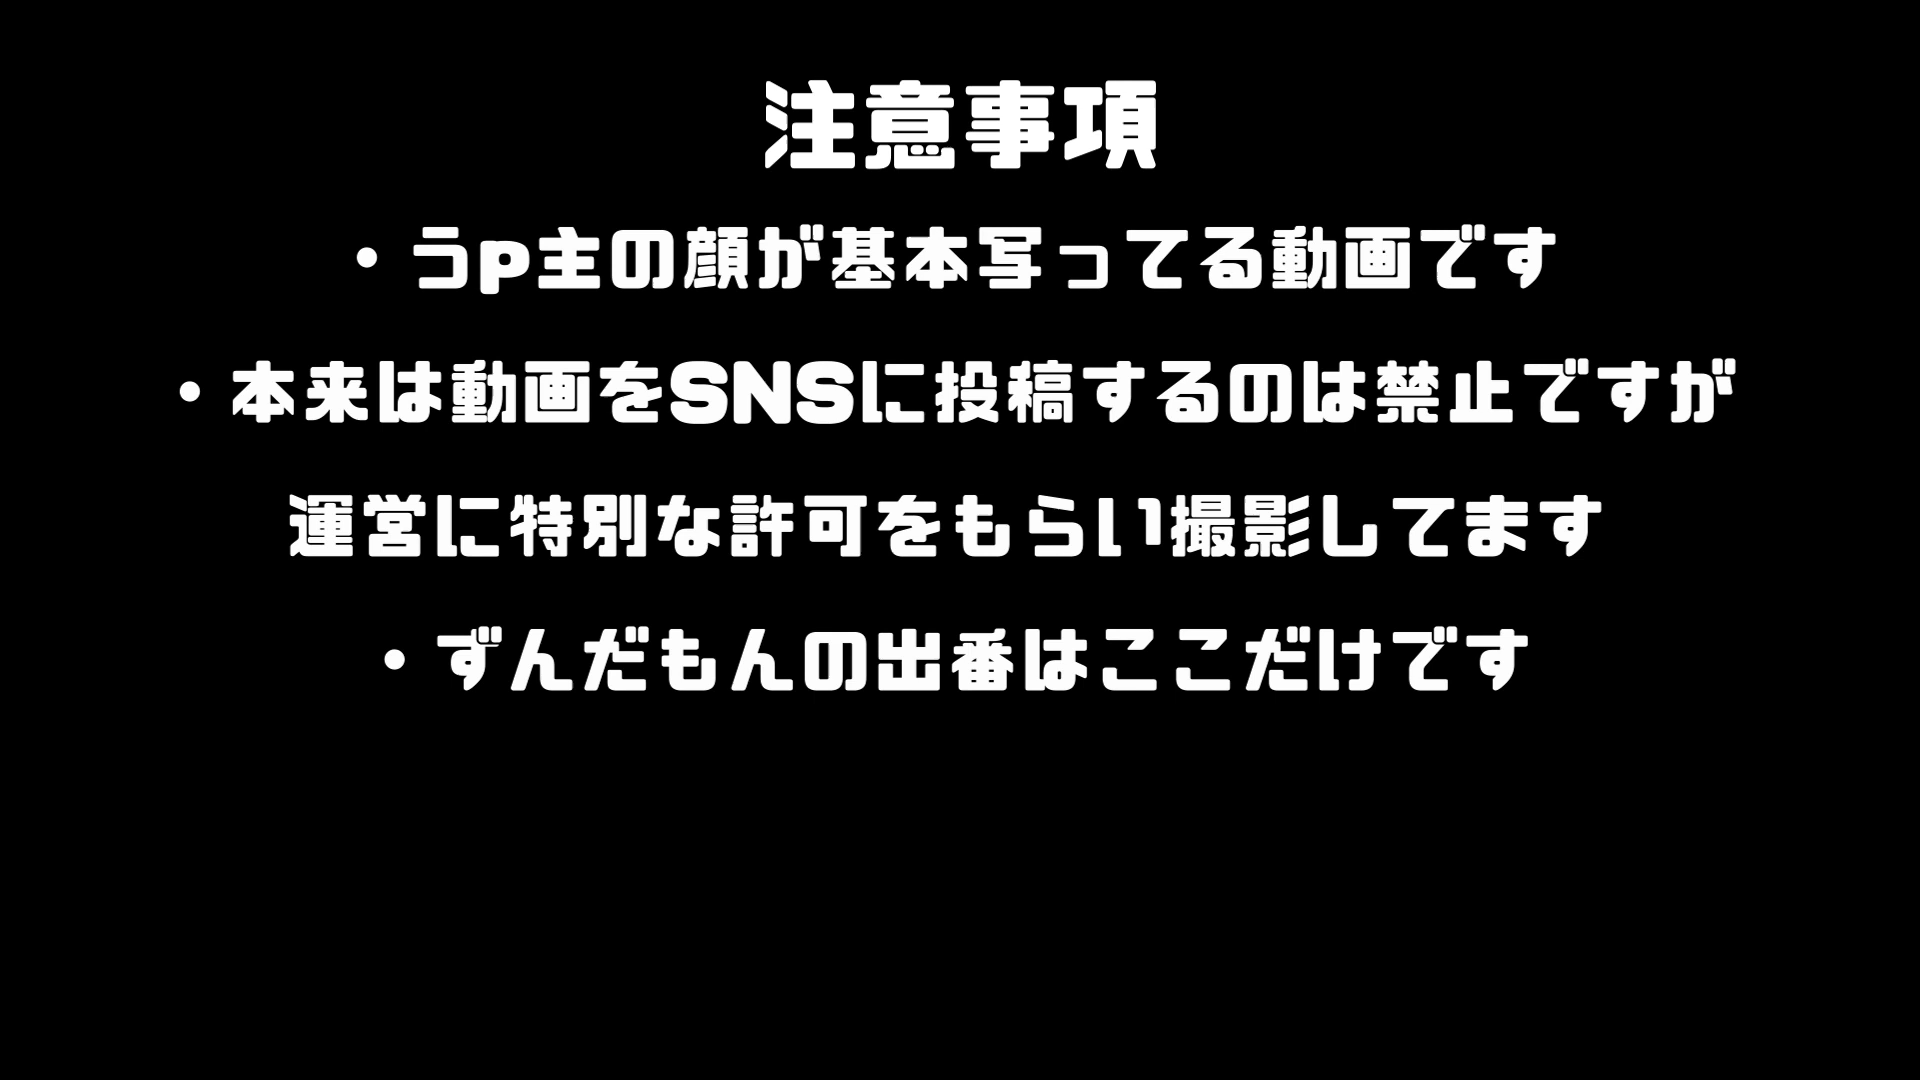 注意事項
・うp主の顔が基本写ってる動画です
・本来は動画をSNSに投稿するのは禁止ですが
運営に特別な許可をもらい撮影してます
・ずんだもんの出番はここだけです